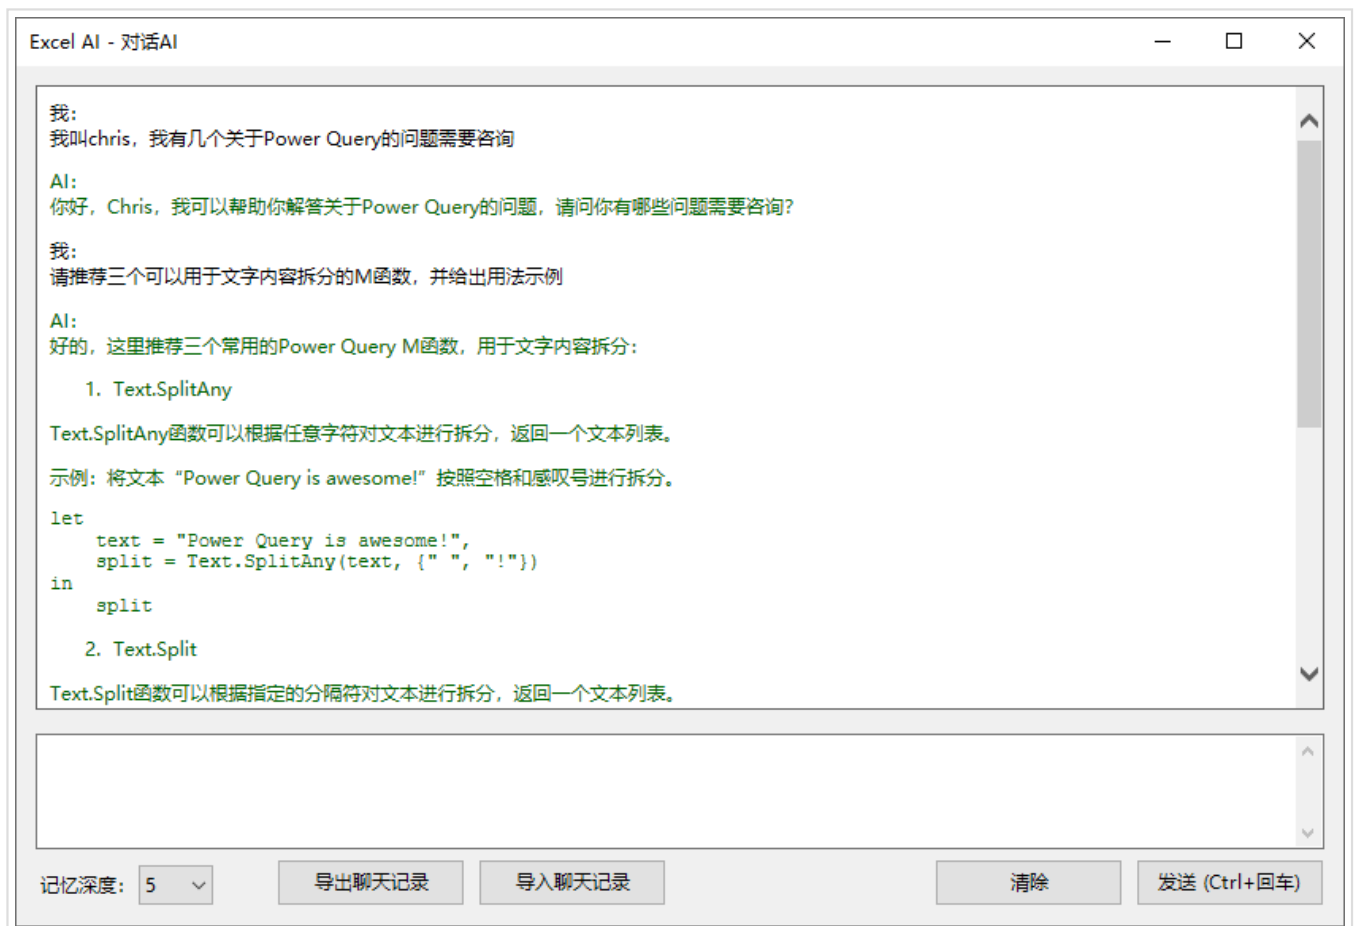 Excel AI - 对话AI
我：
我叫chris，我有几个关于Power Query的问题需要咨询
AI：
你好，Chris，我可以帮助你解答关于Power Query的问题，请问你有哪些问题需要咨询？
我：
请推荐三个可以用于文字内容拆分的M函数，并给出用法示例
AI：
好的，这里推荐三个常用的Power Query M函数，用于文字内容拆分：
1. Text.SplitAny
Text.SplitAny函数可以根据任意字符对文本进行拆分，返回一个文本列表。
示例：将文本“Power Query is awesome!”按照空格和感叹号进行拆分。
let
    text = "Power Query is awesome!",
    split = Text.SplitAny(text, {" ", "!"})
in
    split
2. Text.Split
Text.Split函数可以根据指定的分隔符对文本进行拆分，返回一个文本列表。
记忆深度： 5 导出聊天记录 导入聊天记录 清除 发送 (Ctrl+回车)